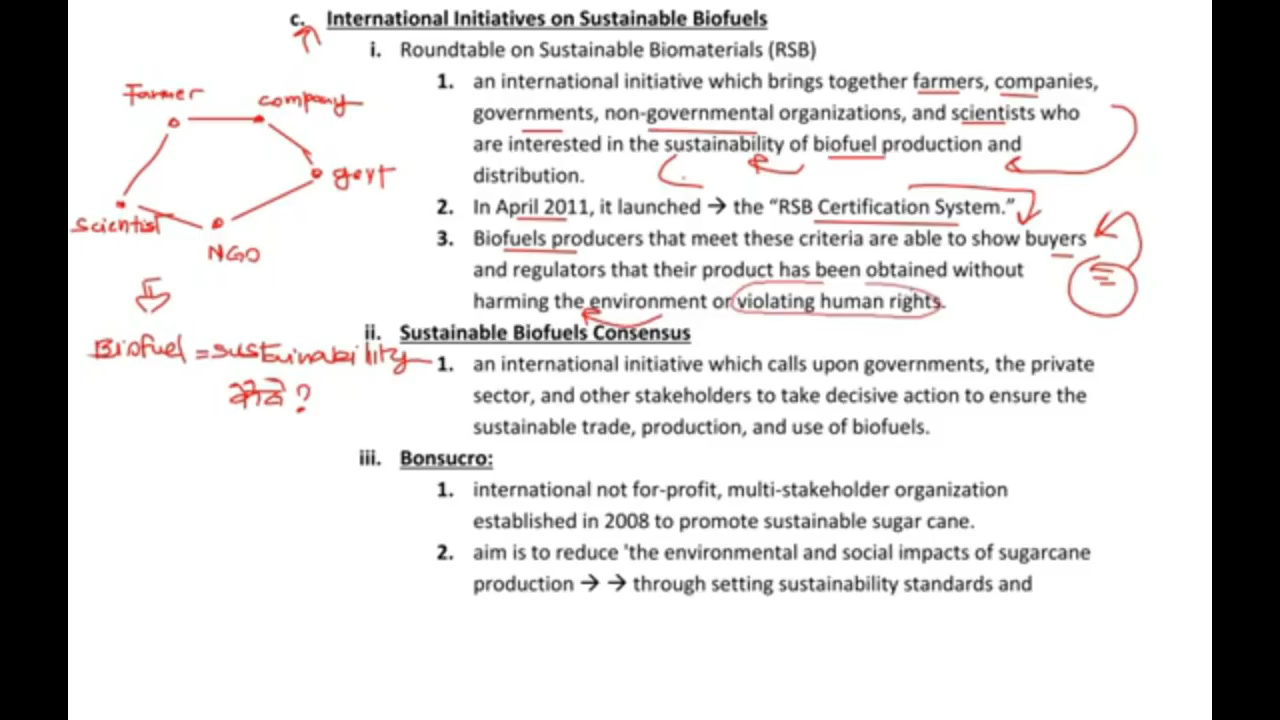 c. International Initiatives on Sustainable Biofuels
i. Roundtable on Sustainable Biomaterials (RSB)
1. an international initiative which brings together farmers, companies,
governments, non-governmental organizations, and scientists who
are interested in the sustainability of biofuel production and
distribution.
2. In April 2011, it launched → the “RSB Certification System.”
3. Biofuels producers that meet these criteria are able to show buyers
and regulators that their product has been obtained without
harming the environment or violating human rights.
ii. Sustainable Biofuels Consensus
1. an international initiative which calls upon governments, the private
sector, and other stakeholders to take decisive action to ensure the
sustainable trade, production, and use of biofuels.
iii. Bonsucro:
1. international not for-profit, multi-stakeholder organization
established in 2008 to promote sustainable sugar cane.
2. aim is to reduce 'the environmental and social impacts of sugarcane
production → → through setting sustainability standards and
Farmer
company
govt
Scientist
NGO
Biofuel = sustainability
?